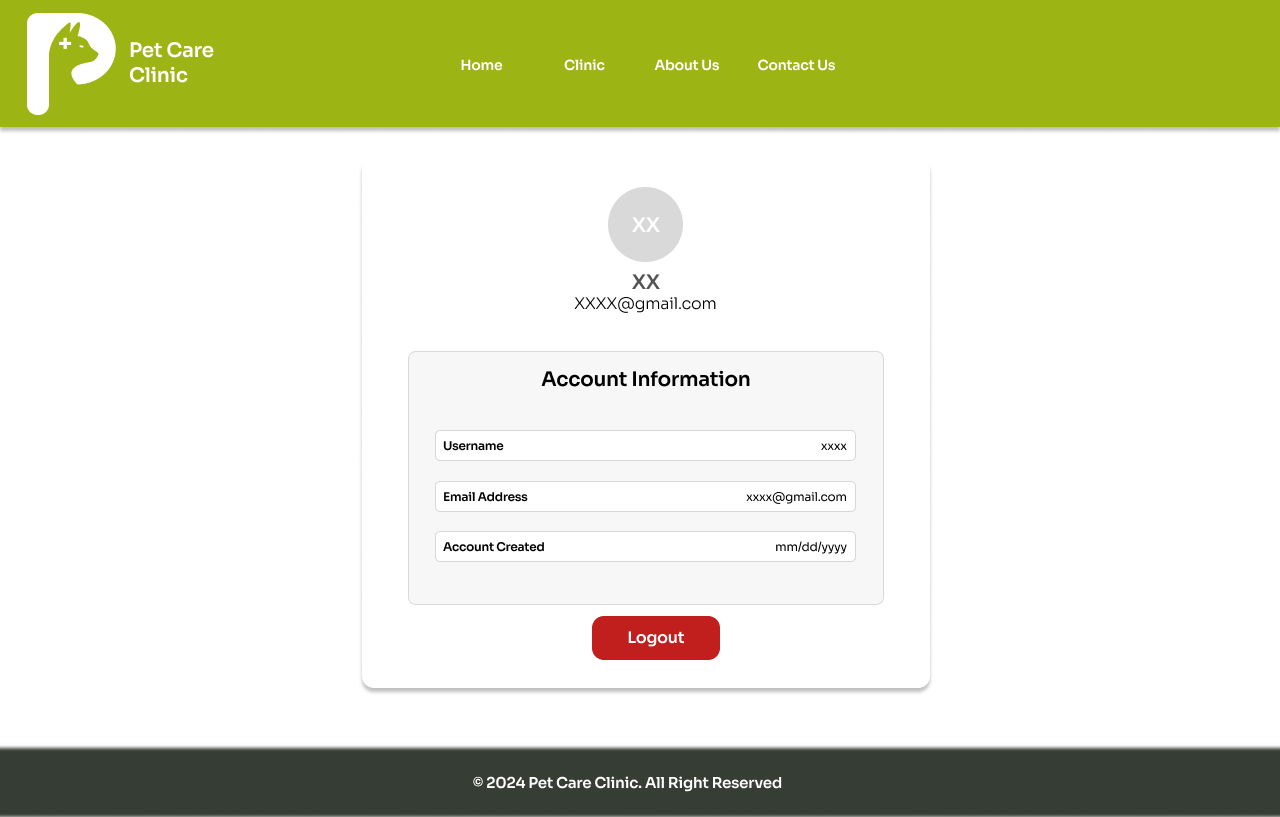 Pet Care
Clinic
Home Clinic About Us Contact Us
XX
XX
XXXX@gmail.com
Account Information
Username xxxx
Email Address xxxx@gmail.com
Account Created mm/dd/yyyy
Logout
© 2024 Pet Care Clinic. All Right Reserved